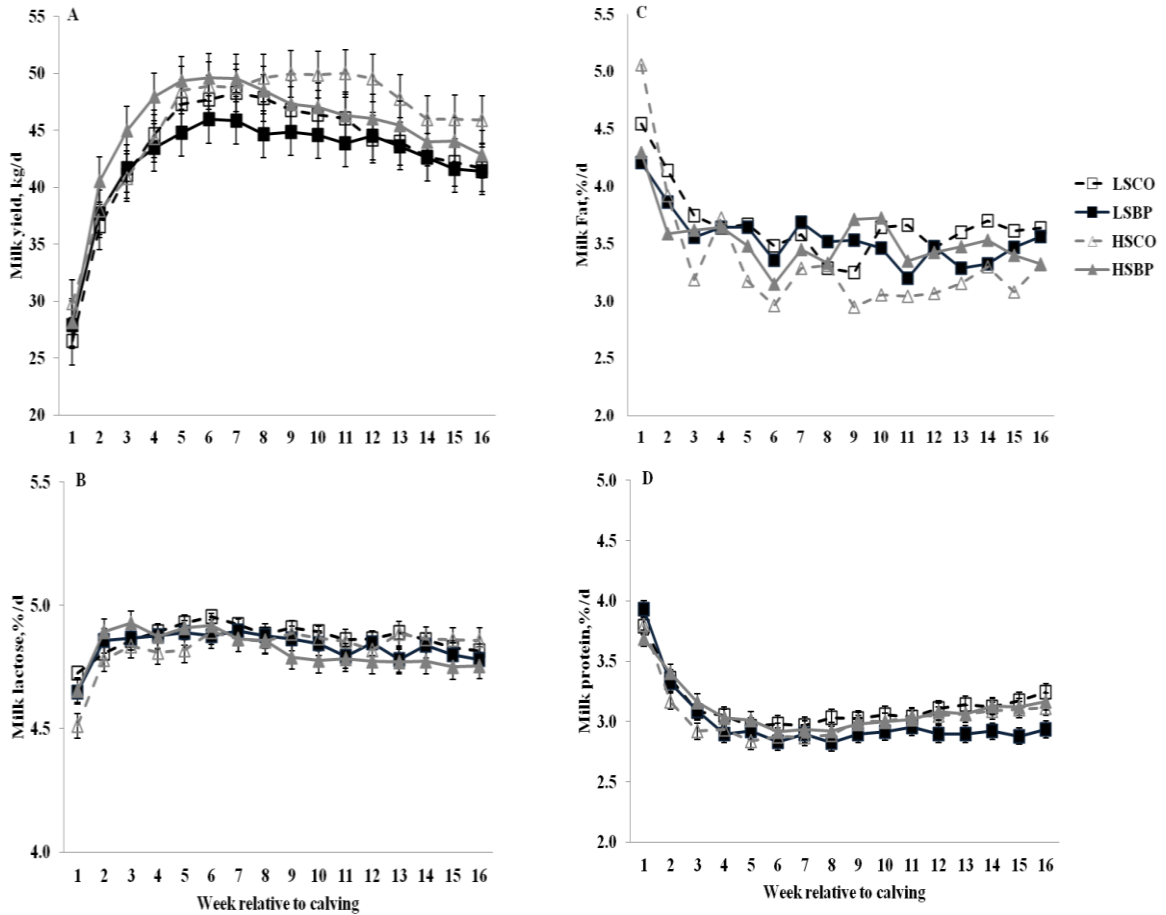 A
55
50
45
40
35
30
25
20
Milk yield, kg/d
1 2 3 4 5 6 7 8 9 10 11 12 13 14 15 16
C
5.5
5.0
4.5
4.0
3.5
3.0
2.5
2.0
Milk Fat,%/d
1 2 3 4 5 6 7 8 9 10 11 12 13 14 15 16
LSCO
LSBP
HSCO
HSBP
B
5.5
5.0
4.5
4.0
Milk lactose,%/d
1 2 3 4 5 6 7 8 9 10 11 12 13 14 15 16
Week relative to calving
D
5.0
4.5
4.0
3.5
3.0
2.5
2.0
Milk protein,%/d
1 2 3 4 5 6 7 8 9 10 11 12 13 14 15 16
Week relative to calving